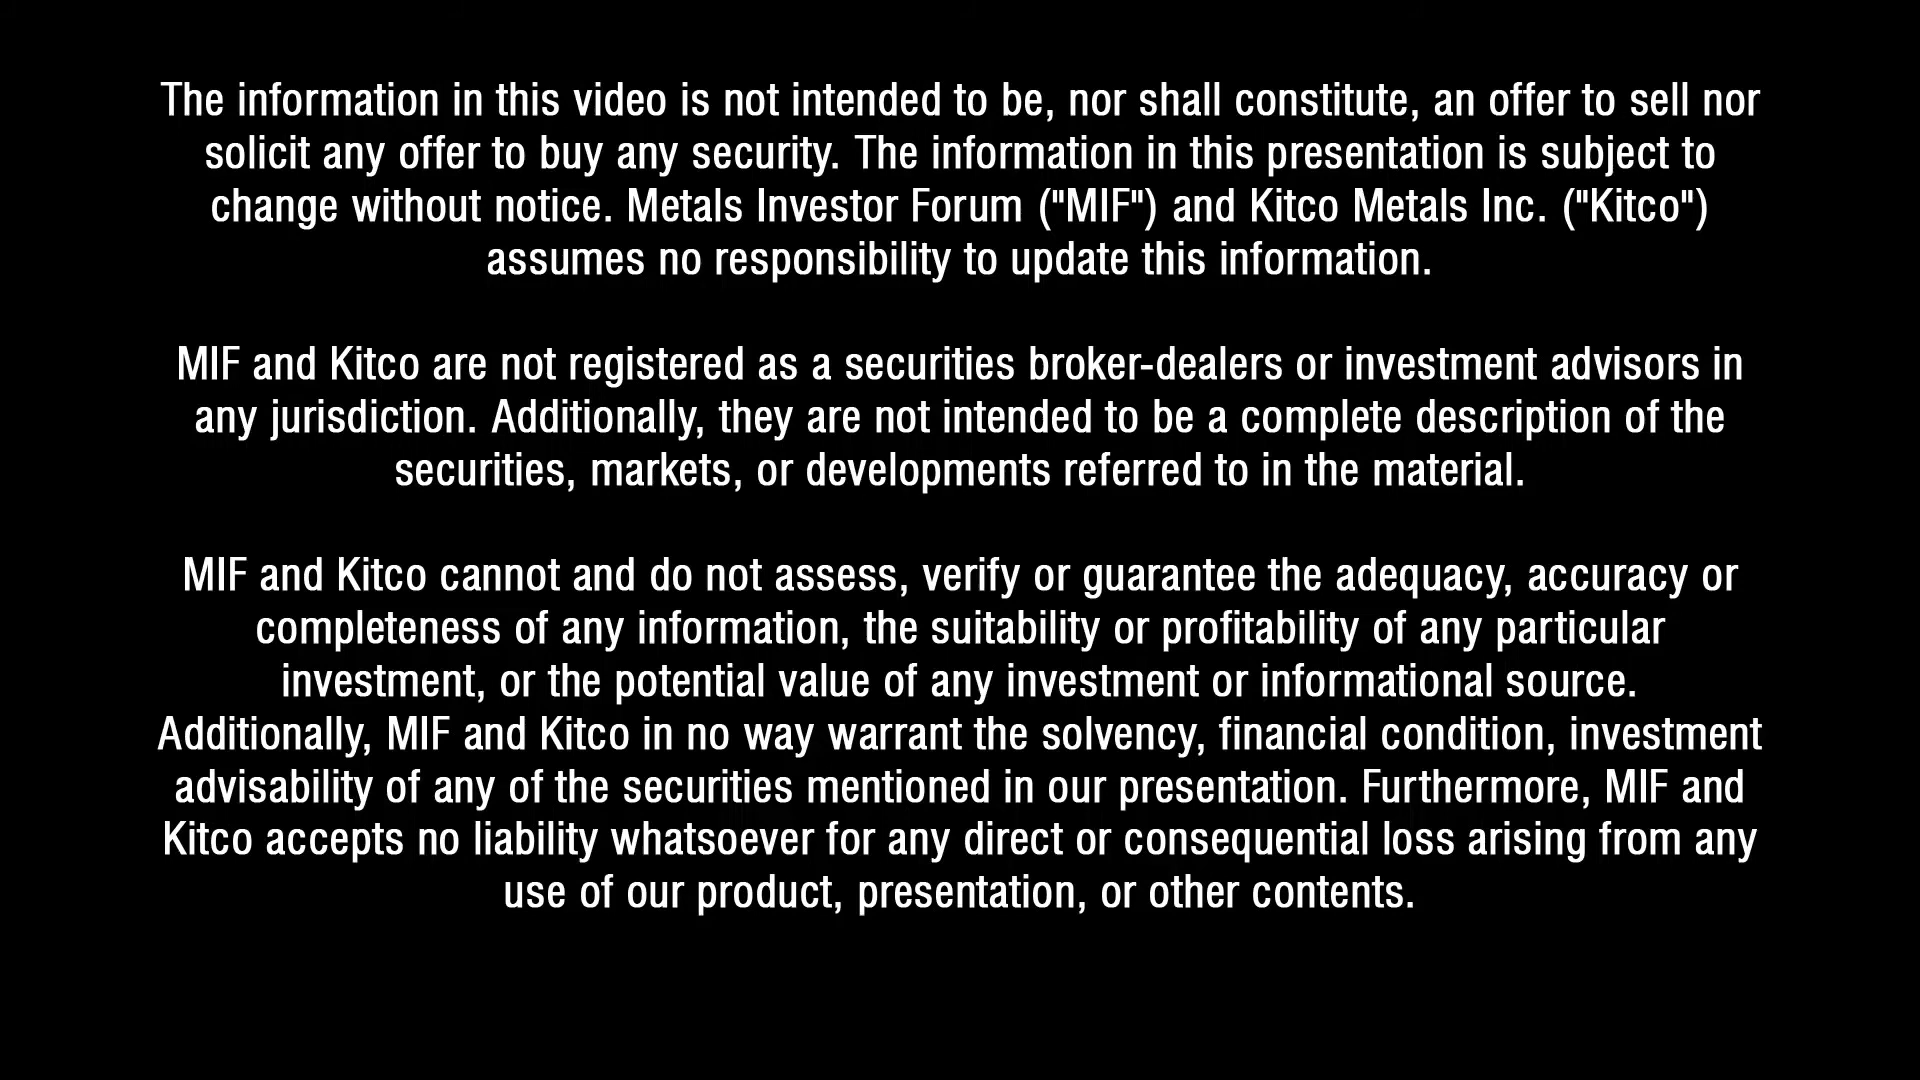 The information in this video is not intended to be, nor shall constitute, an offer to sell nor
solicit any offer to buy any security. The information in this presentation is subject to
change without notice. Metals Investor Forum ("MIF") and Kitco Metals Inc. ("Kitco")
assumes no responsibility to update this information.
MIF and Kitco are not registered as a securities broker-dealers or investment advisors in
any jurisdiction. Additionally, they are not intended to be a complete description of the
securities, markets, or developments referred to in the material.
MIF and Kitco cannot and do not assess, verify or guarantee the adequacy, accuracy or
completeness of any information, the suitability or profitability of any particular
investment, or the potential value of any investment or informational source.
Additionally, MIF and Kitco in no way warrant the solvency, financial condition, investment
advisability of any of the securities mentioned in our presentation. Furthermore, MIF and
Kitco accepts no liability whatsoever for any direct or consequential loss arising from any
use of our product, presentation, or other contents.